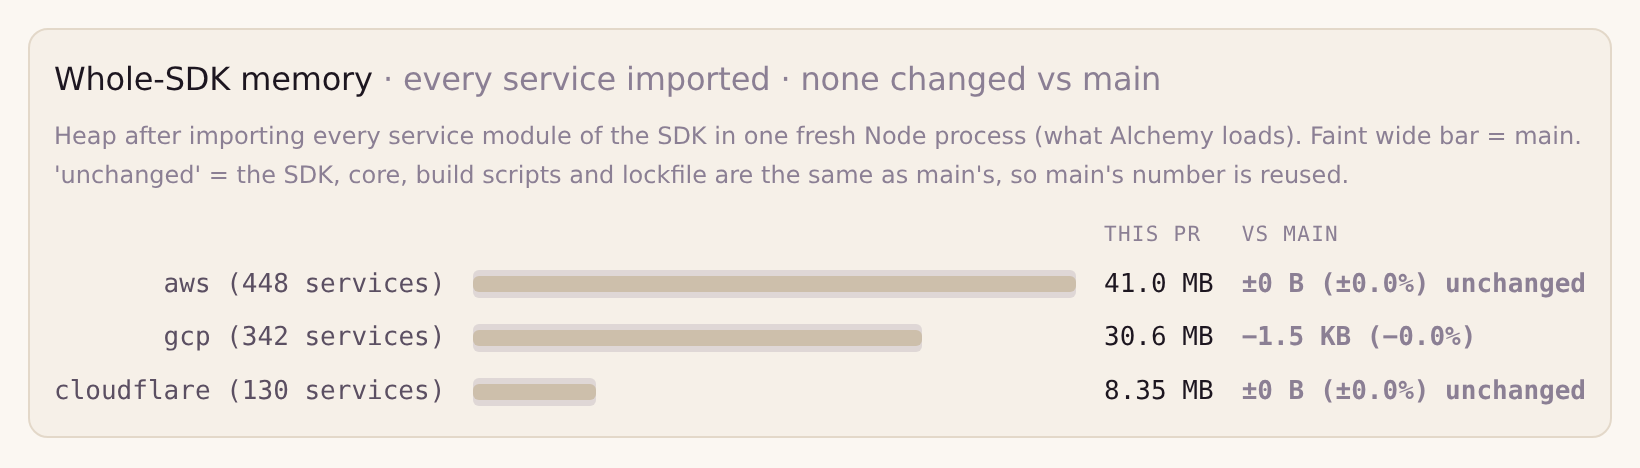 Whole-SDK memory · every service imported · none changed vs main
Heap after importing every service module of the SDK in one fresh Node process (what Alchemy loads). Faint wide bar = main.
'unchanged' = the SDK, core, build scripts and lockfile are the same as main's, so main's number is reused.
THIS PR VS MAIN
aws (448 services) 41.0 MB ±0 B (±0.0%) unchanged
gcp (342 services) 30.6 MB −1.5 KB (−0.0%)
cloudflare (130 services) 8.35 MB ±0 B (±0.0%) unchanged